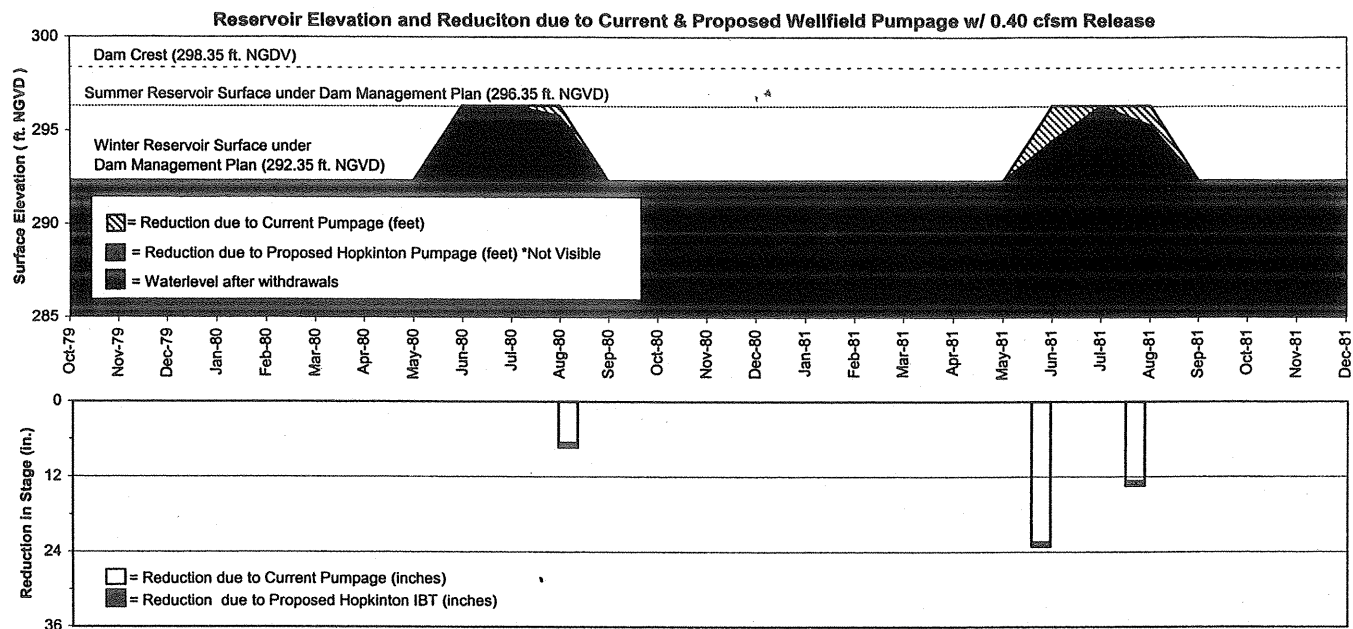 Reservoir Elevation and Reduciton due to Current & Proposed Wellfield Pumpage w/ 0.40 cfsm Release
Surface Elevation ( ft. NGVD )
300
295
290
285
Dam Crest (298.35 ft. NGDV)
Summer Reservoir Surface under Dam Management Plan (296.35 ft. NGVD)
Winter Reservoir Surface under
Dam Management Plan (292.35 ft. NGVD)
= Reduction due to Current Pumpage (feet)
= Reduction due to Proposed Hopkinton Pumpage (feet) *Not Visible
= Waterlevel after withdrawals
Oct-79
Nov-79
Dec-79
Jan-80
Feb-80
Mar-80
Apr-80
May-80
Jun-80
Jul-80
Aug-80
Sep-80
Oct-80
Nov-80
Dec-80
Jan-81
Feb-81
Mar-81
Apr-81
May-81
Jun-81
Jul-81
Aug-81
Sep-81
Oct-81
Nov-81
Dec-81
Reduction in Stage (in.)
0
12
24
36
= Reduction due to Current Pumpage (inches)
= Reduction due to Proposed Hopkinton IBT (inches)